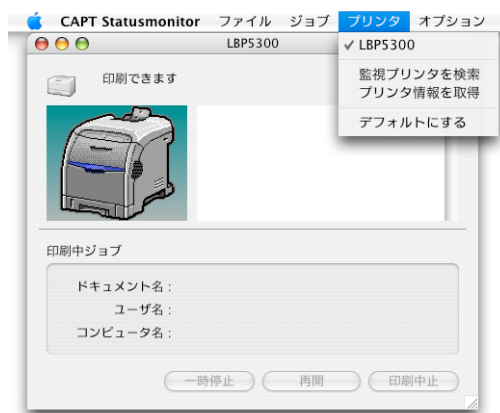 CAPT Statusmonitor ファイル ジョブ プリンタ オプション
LBP5300
✓ LBP5300
印刷できます
監視プリンタを検索
プリンタ情報を取得
デフォルトにする
印刷中ジョブ
ドキュメント名:
ユーザ名:
コンピュータ名:
一時停止 再開 印刷中止